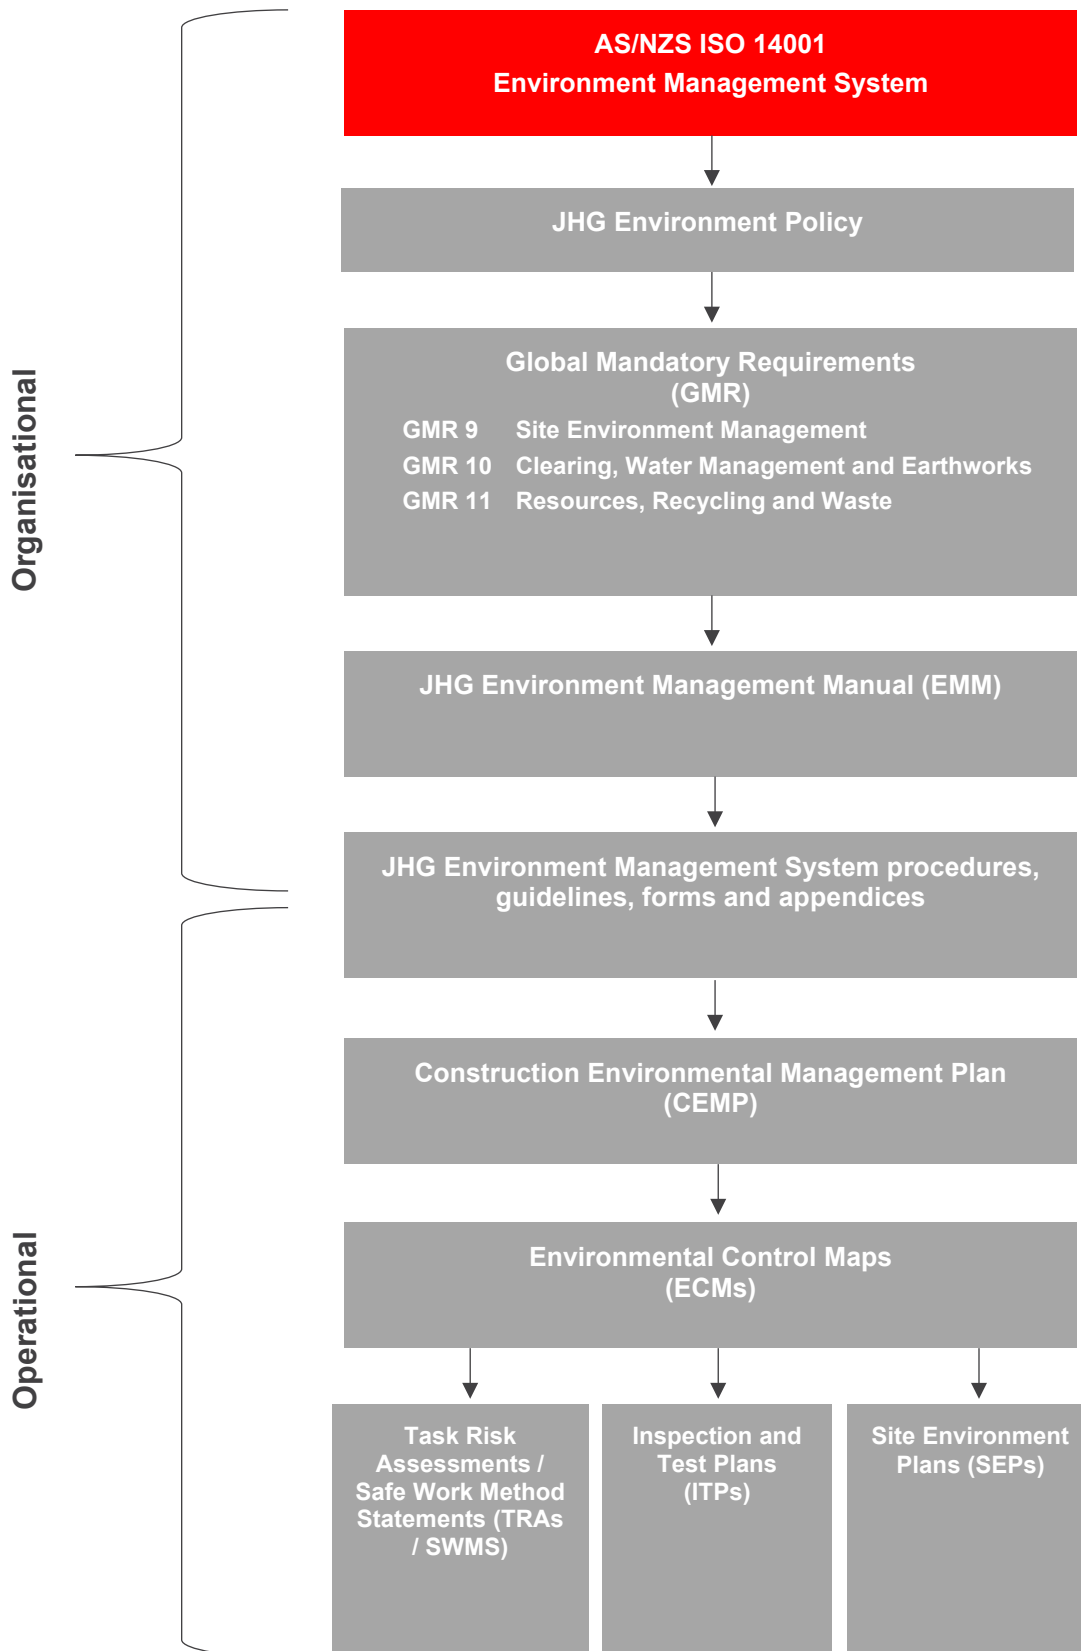 AS/NZS ISO 14001
Environment Management System
JHG Environment Policy
Organisational
Global Mandatory Requirements
(GMR)
GMR 9 Site Environment Management
GMR 10 Clearing, Water Management and Earthworks
GMR 11 Resources, Recycling and Waste
JHG Environment Management Manual (EMM)
JHG Environment Management System procedures,
guidelines, forms and appendices
Operational
Construction Environmental Management Plan
(CEMP)
Environmental Control Maps
(ECMs)
Task Risk
Assessments /
Safe Work Method
Statements (TRAs
/ SWMS)
Inspection and
Test Plans
(ITPs)
Site Environment
Plans (SEPs)